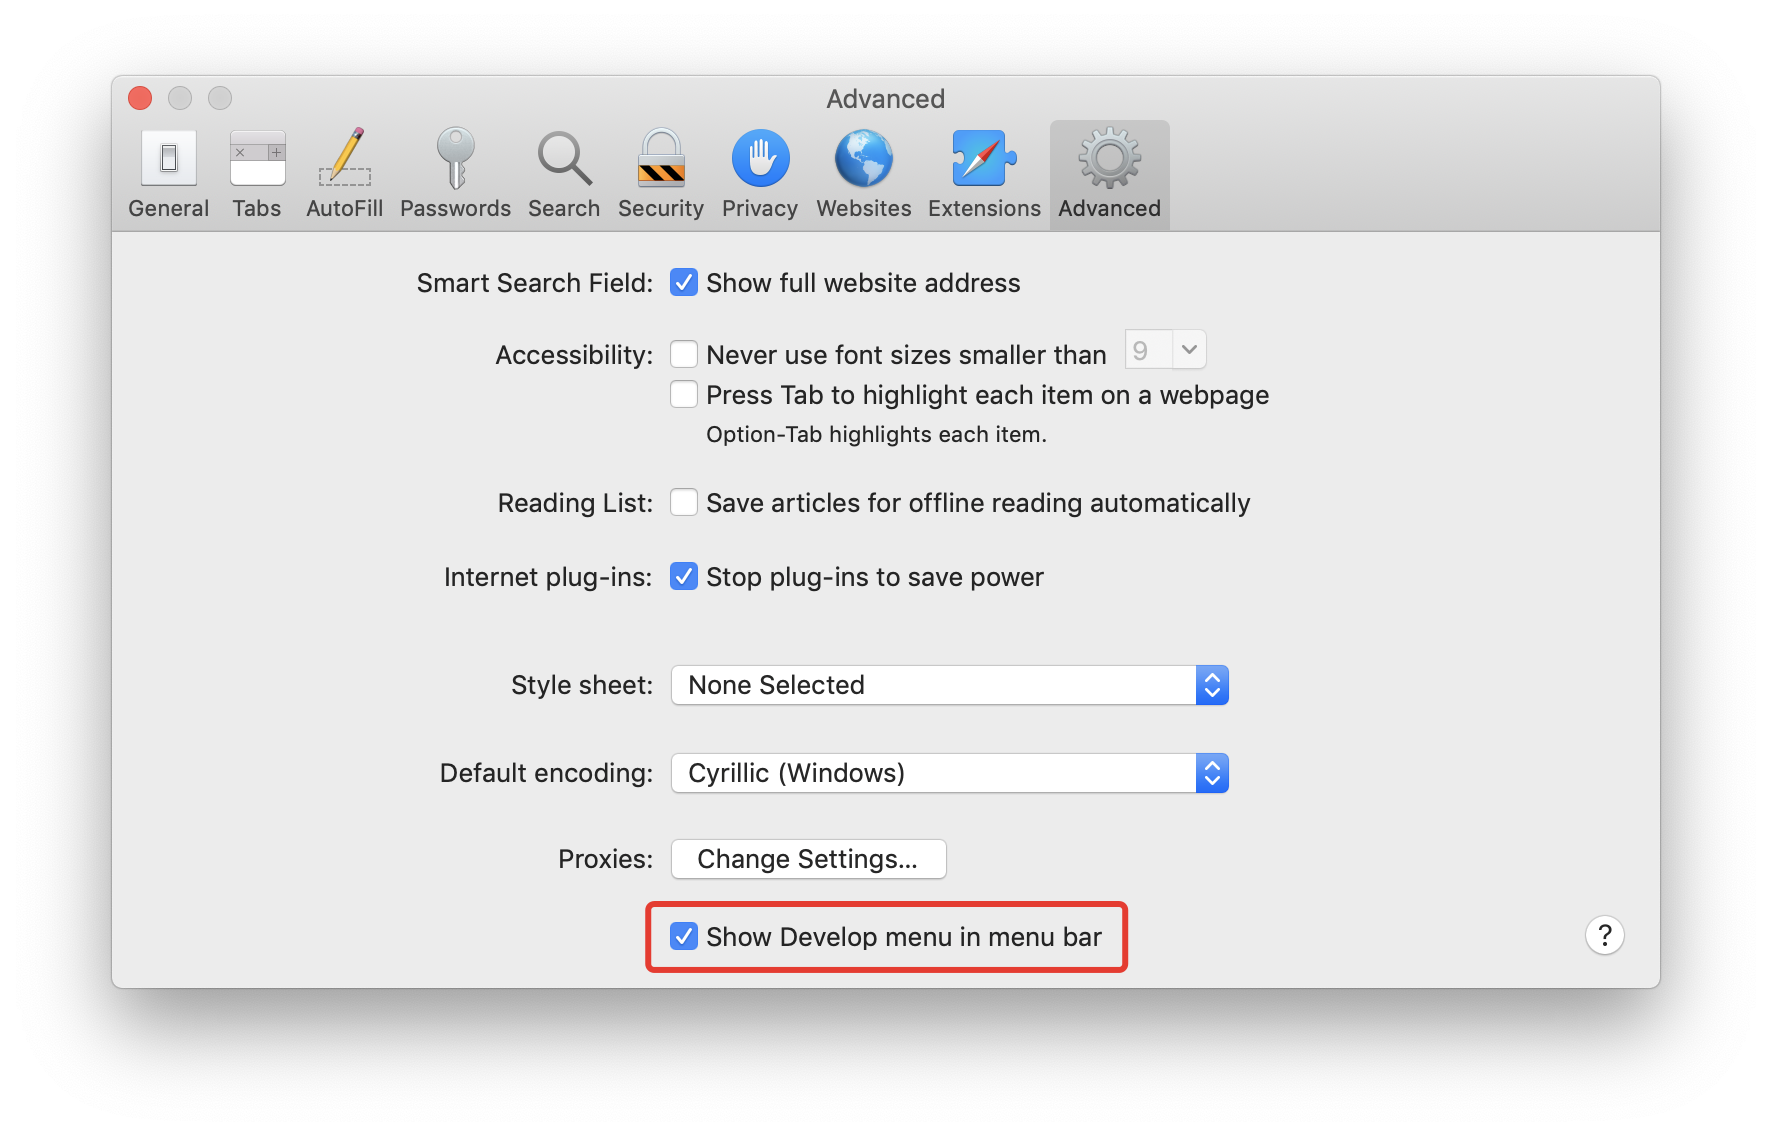 Advanced
General Tabs AutoFill Passwords Search Security Privacy Websites Extensions Advanced
Smart Search Field: Show full website address
Accessibility: Never use font sizes smaller than 9
Press Tab to highlight each item on a webpage
Option-Tab highlights each item.
Reading List: Save articles for offline reading automatically
Internet plug-ins: Stop plug-ins to save power
Style sheet: None Selected
Default encoding: Cyrillic (Windows)
Proxies: Change Settings...
Show Develop menu in menu bar
?